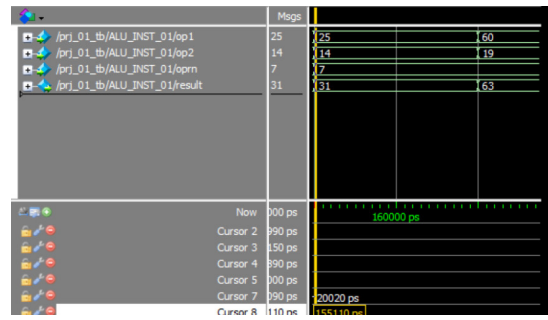 Msgs
/prj_01_tb/ALU_INST_01/op1 25 25 60
/prj_01_tb/ALU_INST_01/op2 14 14 19
/prj_01_tb/ALU_INST_01/oprn 7 7
/prj_01_tb/ALU_INST_01/result 31 31 63
Now 000 ps 160000 ps
Cursor 2 990 ps
Cursor 3 150 ps
Cursor 4 390 ps
Cursor 5 000 ps
Cursor 7 090 ps 20020 ps
Cursor 8 110 ps 155110 ps